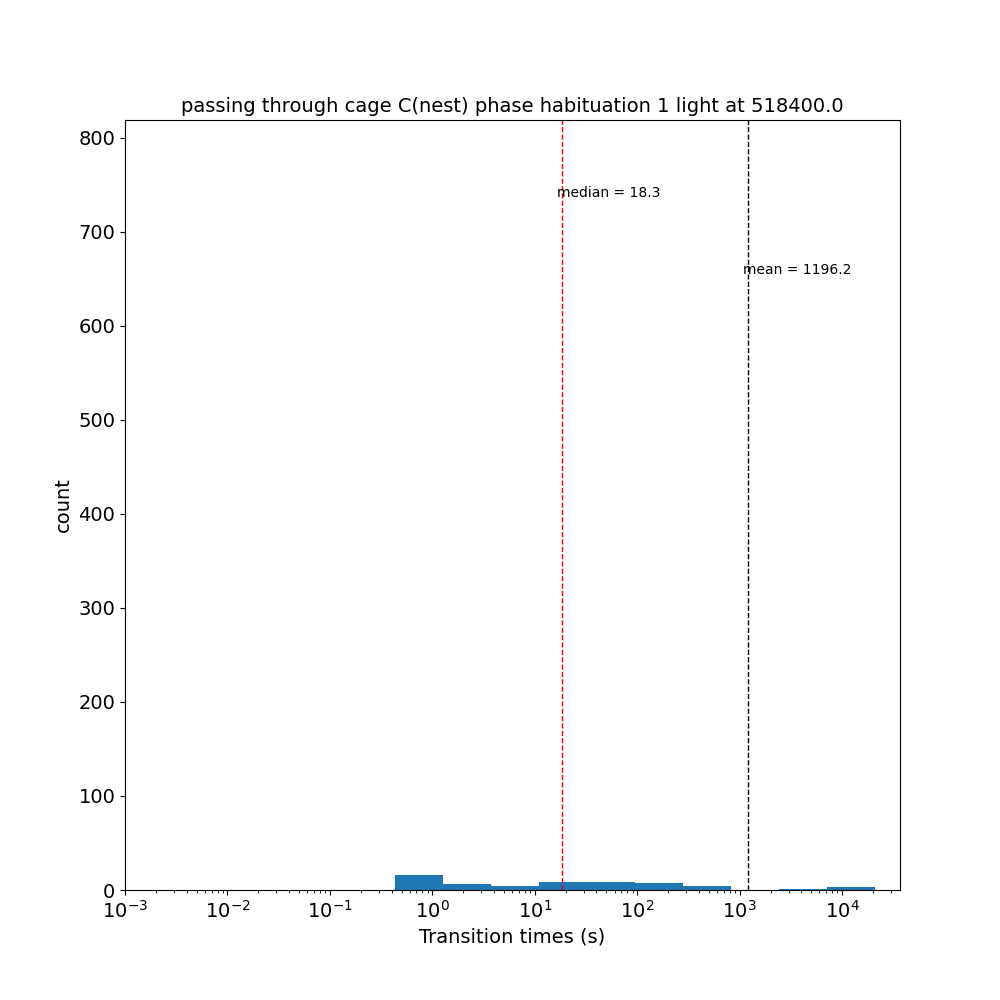 passing through cage C(nest) phase habituation 1 light at 518400.0
800
median = 18.3
700
mean = 1196.2
600
500
count
400
300
200
100
0
10⁻³ 10⁻² 10⁻¹ 10⁰ 10¹ 10² 10³ 10⁴
Transition times (s)